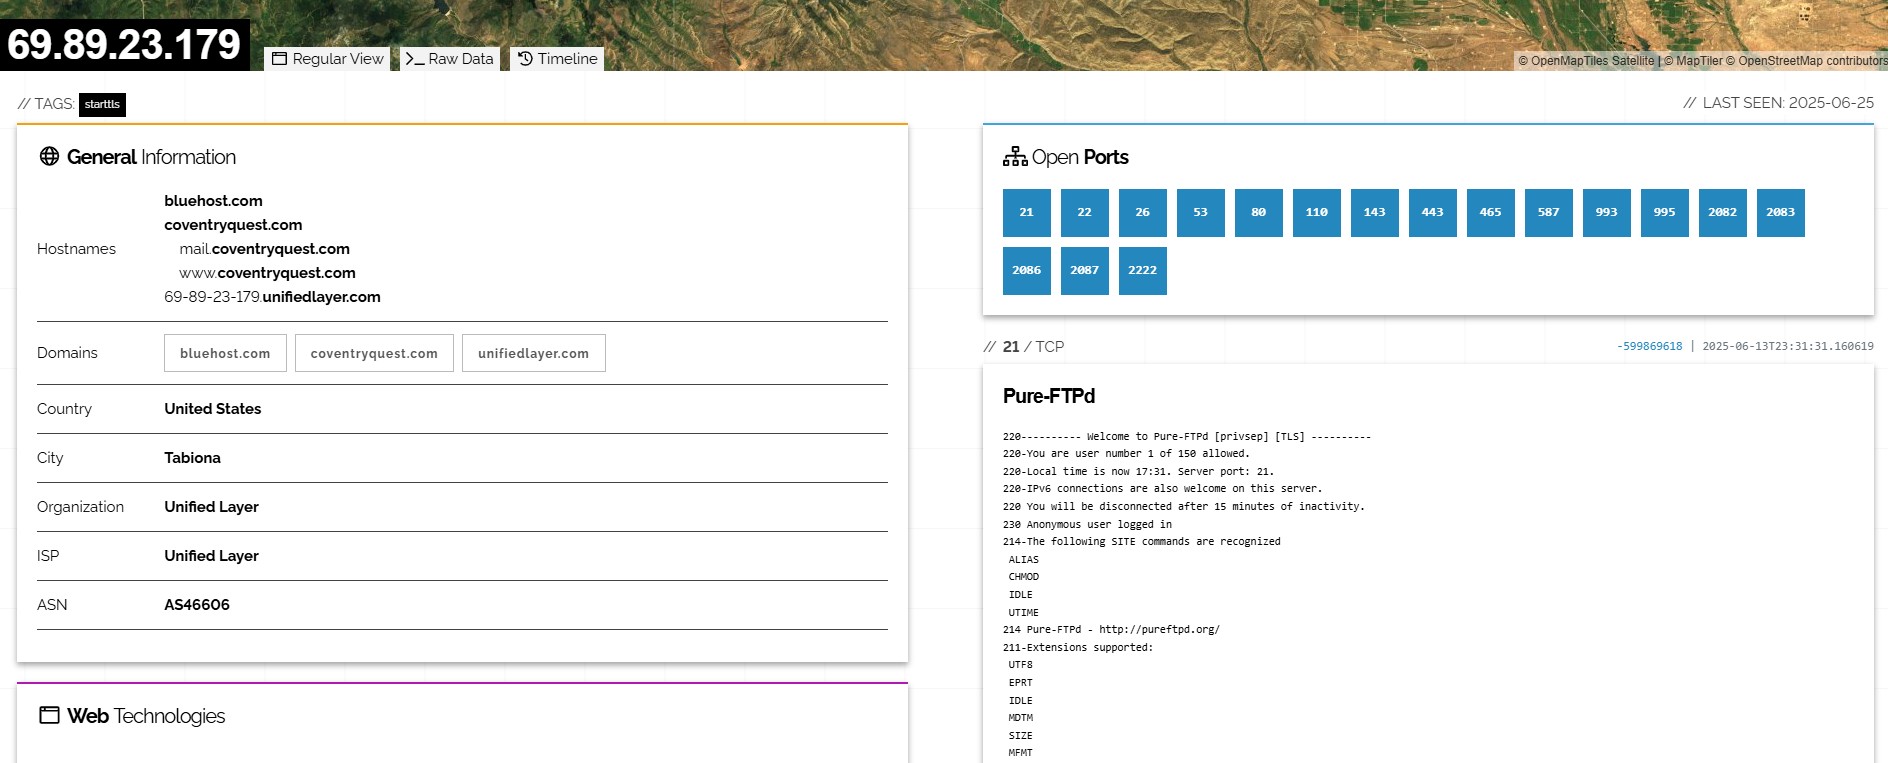 69.89.23.179
Regular View
Raw Data
Timeline
© OpenMapTiles Satellite | © MapTiler © OpenStreetMap contributors
// TAGS: starttls
// LAST SEEN: 2025-06-25
General Information
Hostnames
bluehost.com
coventryquest.com
mail.coventryquest.com
www.coventryquest.com
69-89-23-179.unifiedlayer.com
Domains
bluehost.com
coventryquest.com
unifiedlayer.com
Country United States
City Tabiona
Organization Unified Layer
ISP Unified Layer
ASN AS46606
Web Technologies
Open Ports
21 22 26 53 80 110 143 443 465 587 993 995 2082 2083
2086 2087 2222
// 21 / TCP
-599869618 | 2025-06-13T23:31:31.160619
Pure-FTPd
220---------- Welcome to Pure-FTPd [privsep] [TLS] ----------
220-You are user number 1 of 150 allowed.
220-Local time is now 17:31. Server port: 21.
220-IPv6 connections are also welcome on this server.
220 You will be disconnected after 15 minutes of inactivity.
230 Anonymous user logged in
214-The following SITE commands are recognized
ALIAS
CHMOD
IDLE
UTIME
214 Pure-FTPd - http://pureftpd.org/
211-Extensions supported:
UTF8
EPRT
IDLE
MDTM
SIZE
MFMT